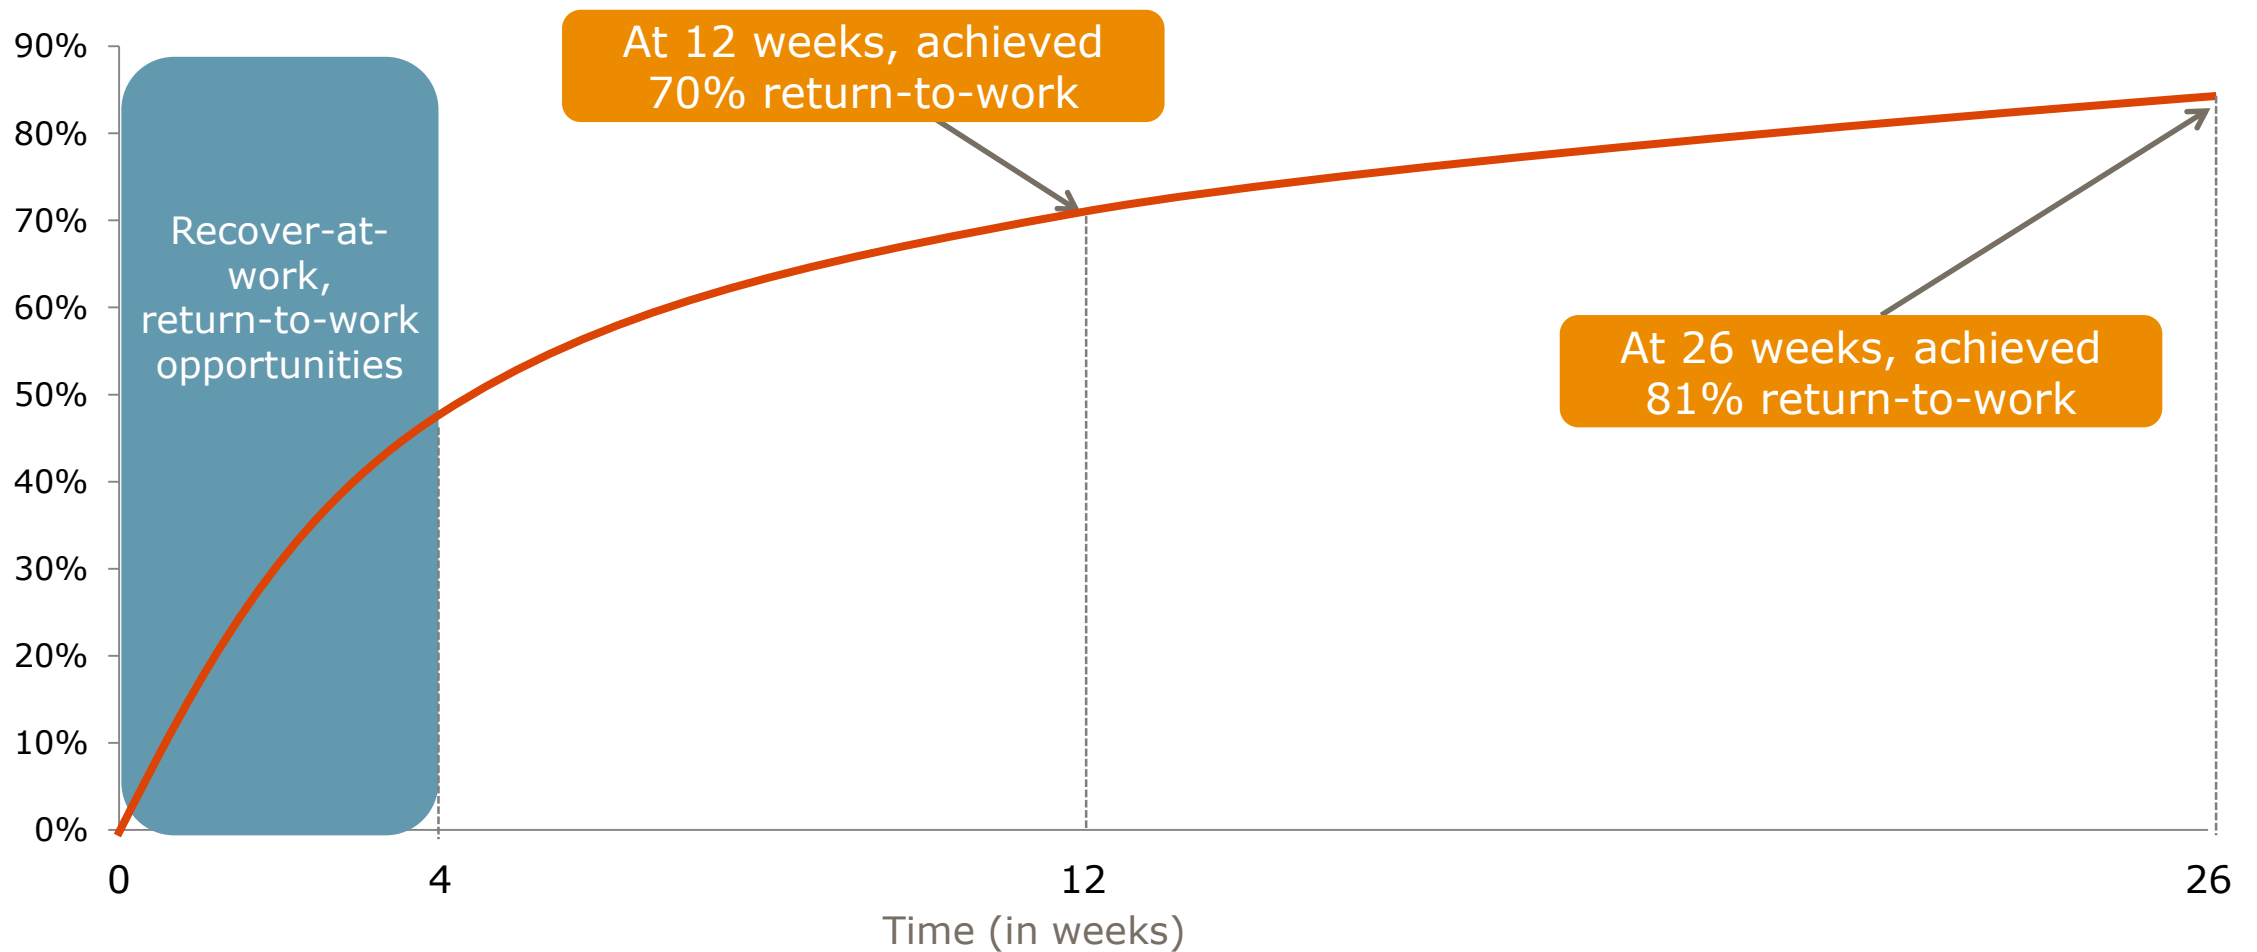 At 12 weeks, achieved
70% return-to-work
90%
80%
70%
60%
50%
40%
30%
20%
10%
0%
Recover-at-
work,
return-to-work
opportunities
At 26 weeks, achieved
81% return-to-work
0
4
12
26
Time (in weeks)